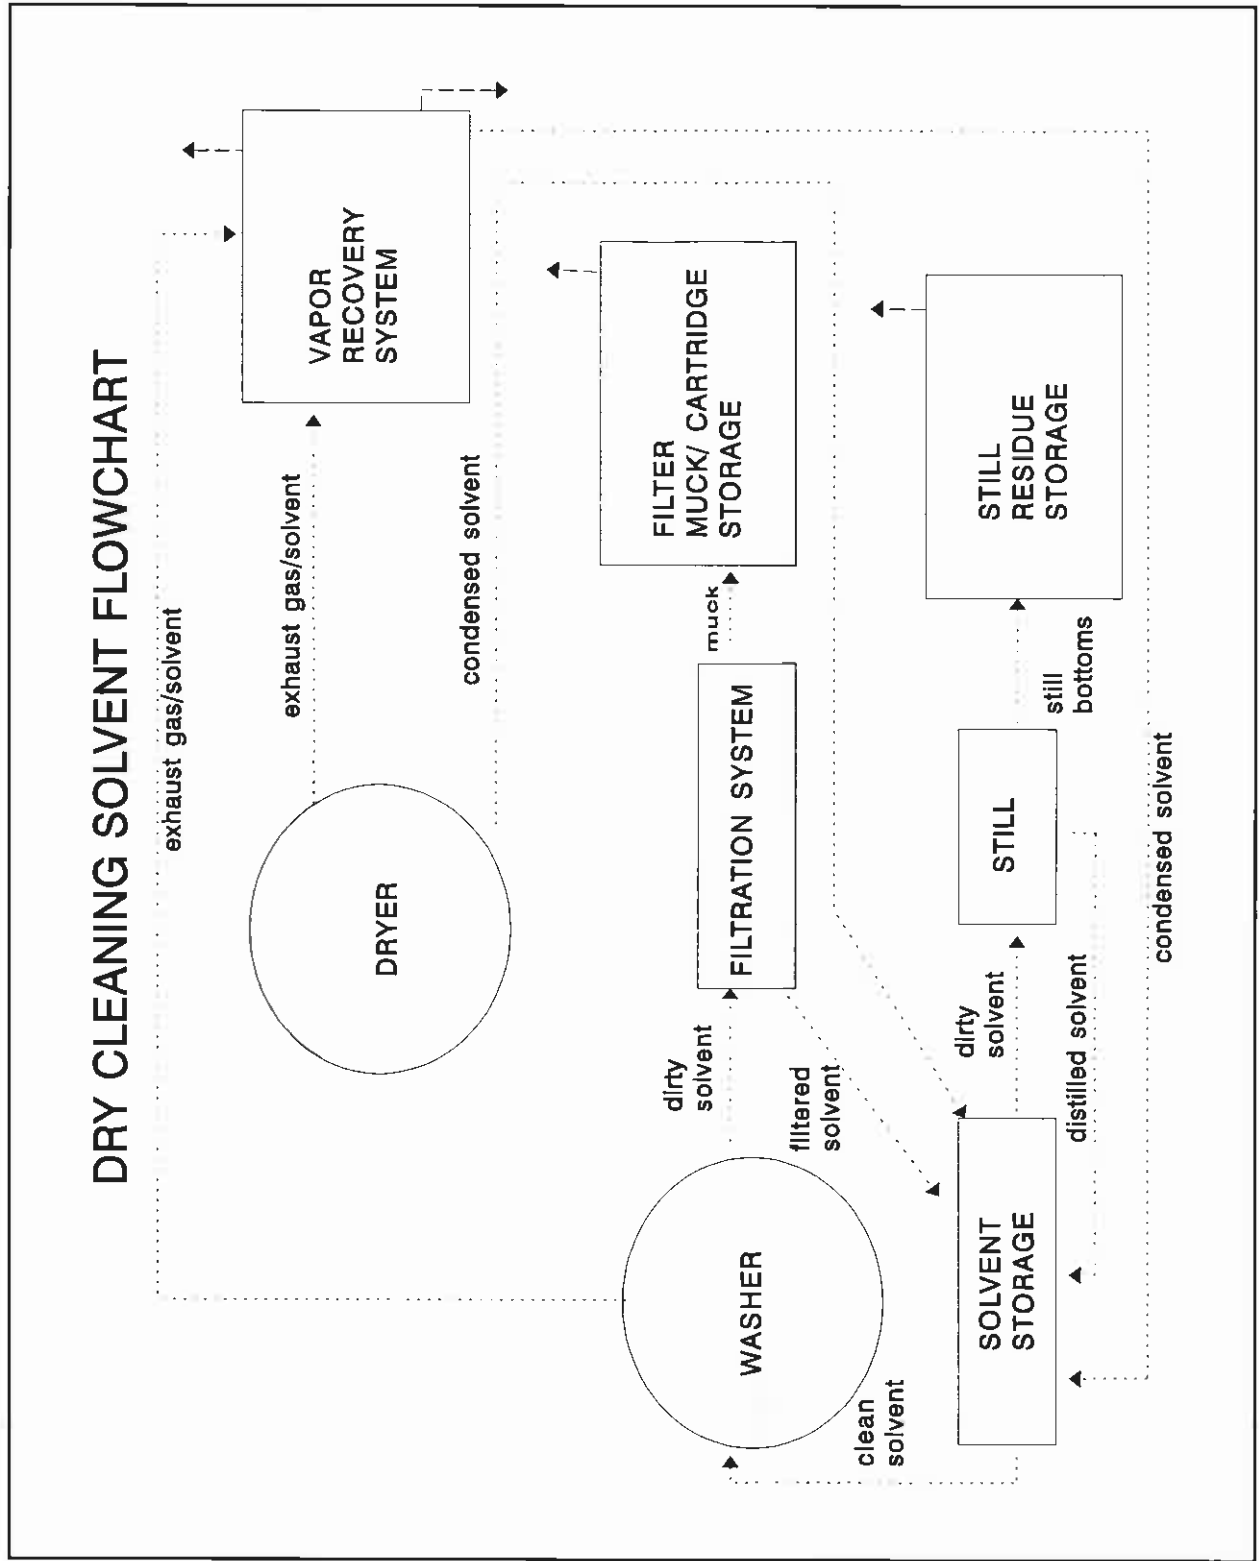 DRY CLEANING SOLVENT FLOWCHART
exhaust gas/solvent
exhaust gas/solvent
VAPOR
RECOVERY
SYSTEM
DRYER
condensed solvent
WASHER
dirty
solvent
FILTRATION SYSTEM
muck
FILTER
MUCK/ CARTRIDGE
STORAGE
filtered
solvent
clean
solvent
SOLVENT
STORAGE
dirty
solvent
STILL
still
bottoms
STILL
RESIDUE
STORAGE
distilled solvent
condensed solvent